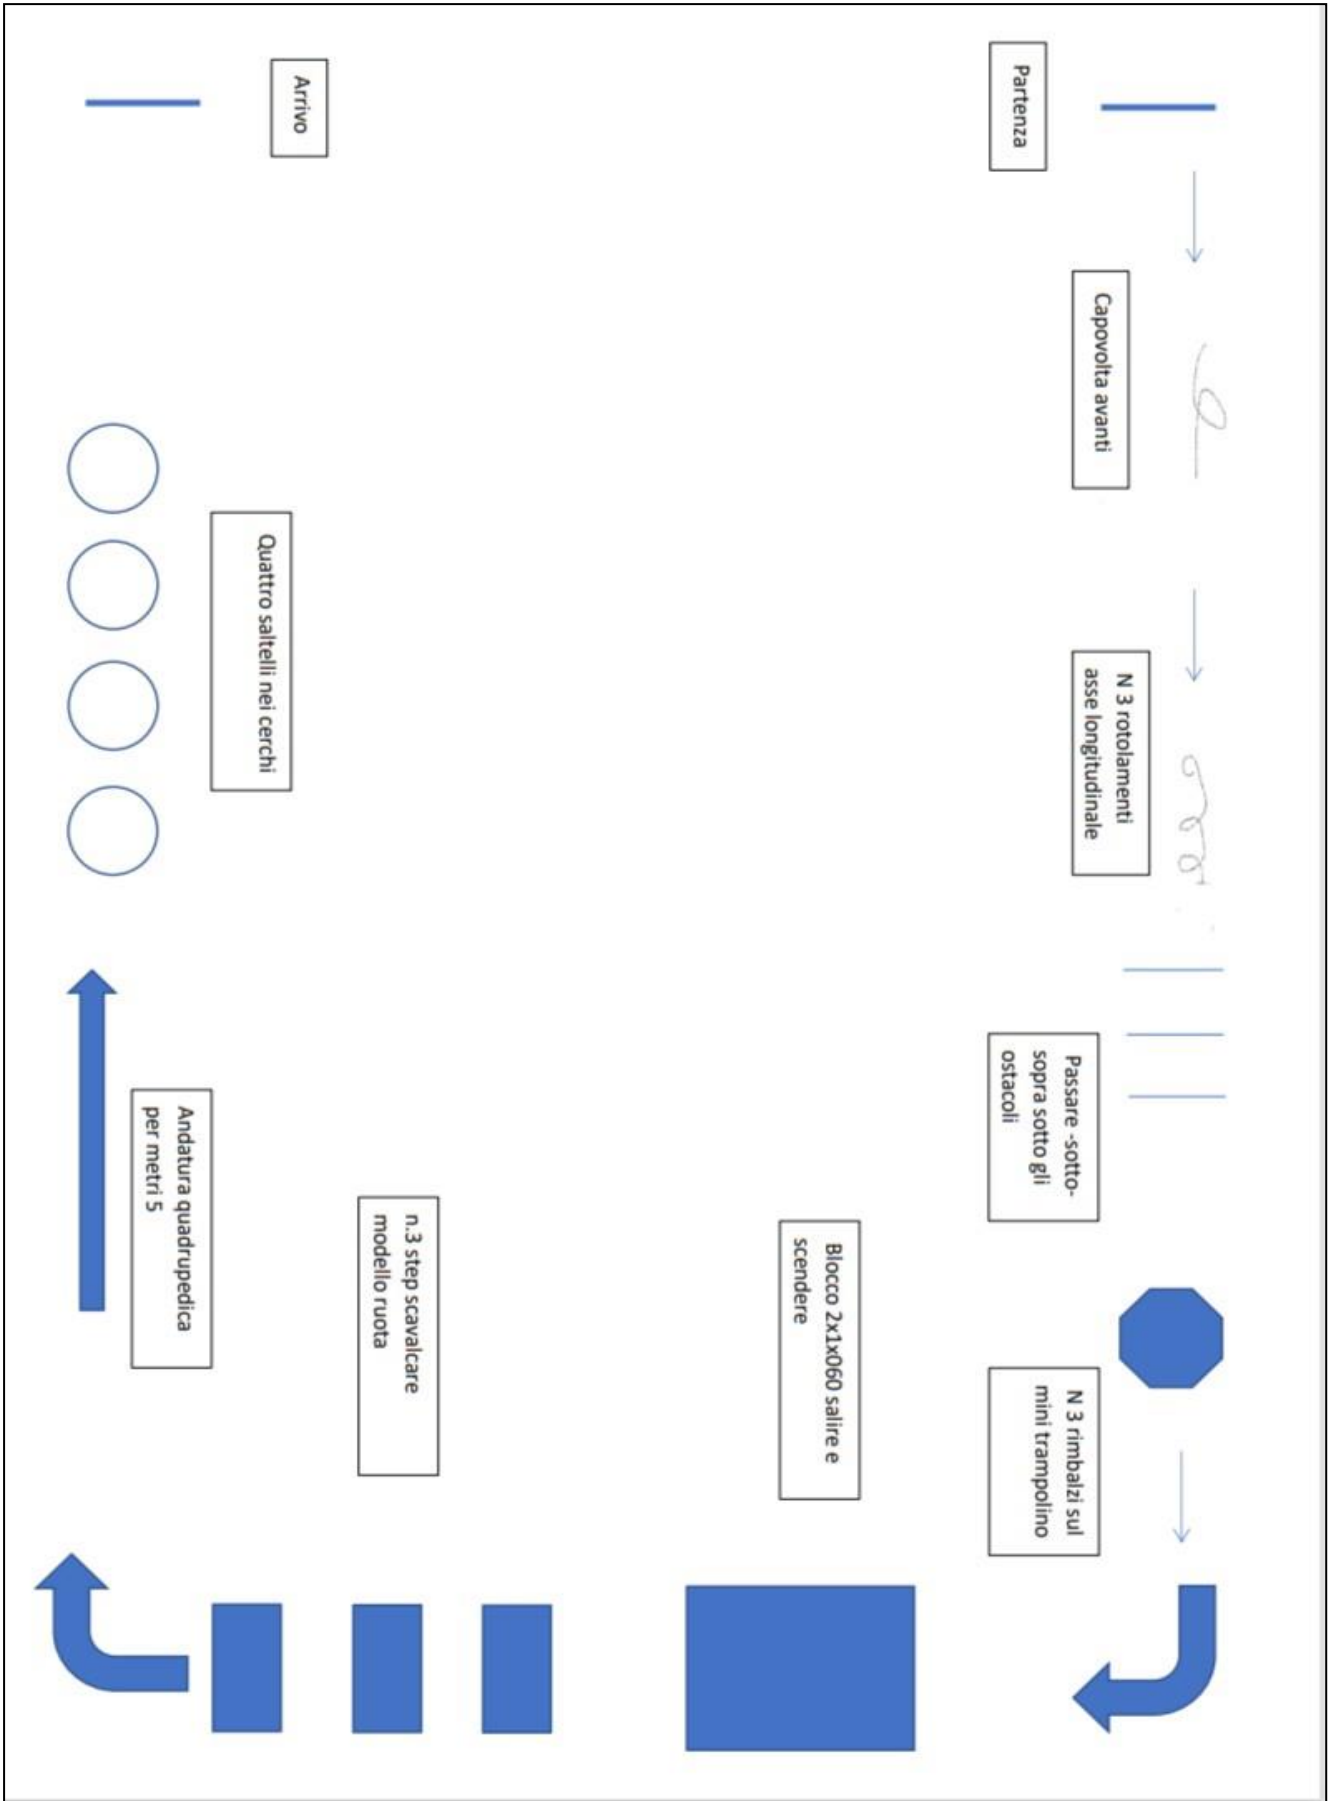 Partenza
Capovolta avanti
N 3 rotolamenti
asse longitudinale
Passare -sotto-
sopra sotto gli
ostacoli
N 3 rimbalzi sul
mini trampolino
Blocco 2x1x060 salire e
scendere
n.3 step scavalcare
modello ruota
Andatura quadrupedica
per metri 5
Quattro saltelli nei cerchi
Arrivo